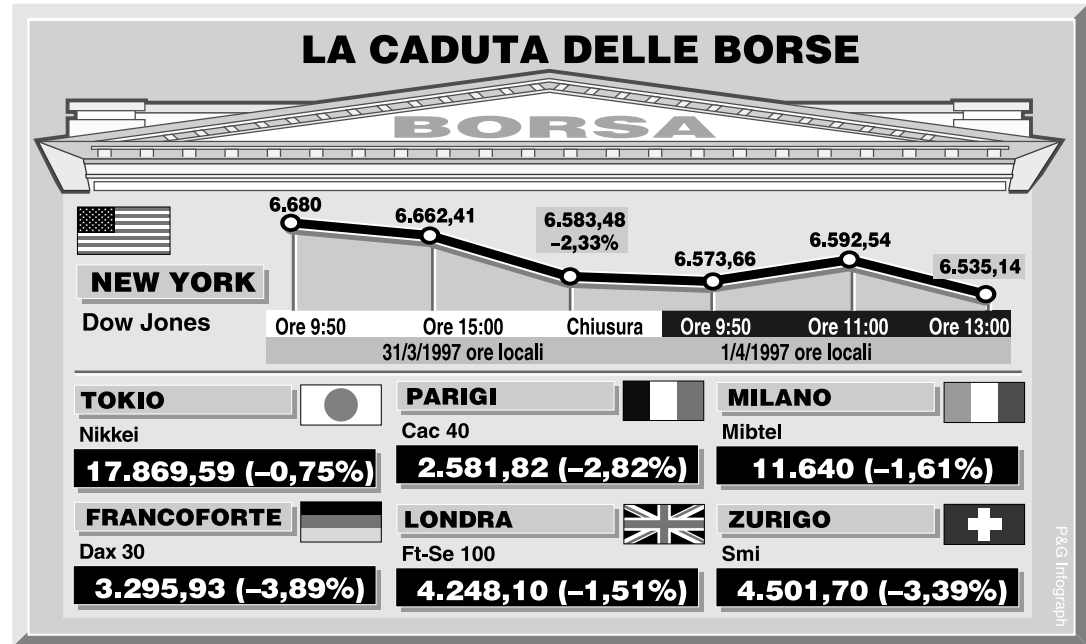 LA CADUTA DELLE BORSE
BORSA
NEW YORK
Dow Jones
6.680
6.662,41
6.583,48
–2,33%
6.573,66
6.592,54
6.535,14
Ore 9:50
Ore 15:00
Chiusura
Ore 9:50
Ore 11:00
Ore 13:00
31/3/1997 ore locali
1/4/1997 ore locali
TOKIO
Nikkei
17.869,59 (–0,75%)
PARIGI
Cac 40
2.581,82 (–2,82%)
MILANO
Mibtel
11.640 (–1,61%)
FRANCOFORTE
Dax 30
3.295,93 (–3,89%)
LONDRA
Ft-Se 100
4.248,10 (–1,51%)
ZURIGO
Smi
4.501,70 (–3,39%)
P&G Infograph